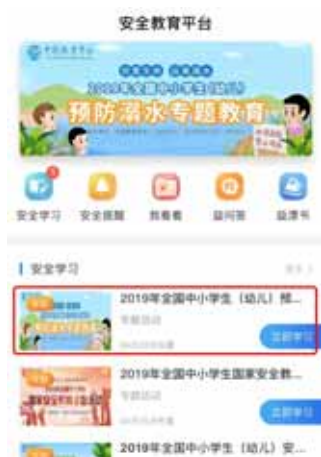 安全教育平台
2019年全国中小学生(幼儿)
预防溺水专题教育
安全学习
安全提醒
我看看
益问答
益漂书
安全学习
更多
2019年全国中小学生（幼儿）预...
专题活动
立即学习
2019年全国中小学生国家安全教...
专题活动
立即学习
2019年全国中小学生（幼儿）安...